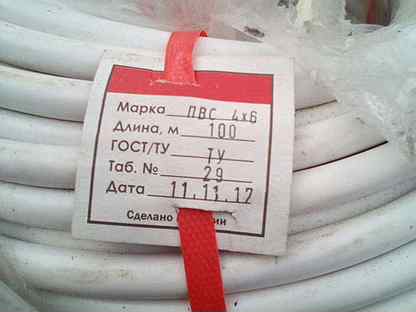 Марка ПВС 4х6
Длина, м 100
ГОСТ/ТУ ТУ
Таб. № 29
Дата 11.11.12
Сделано